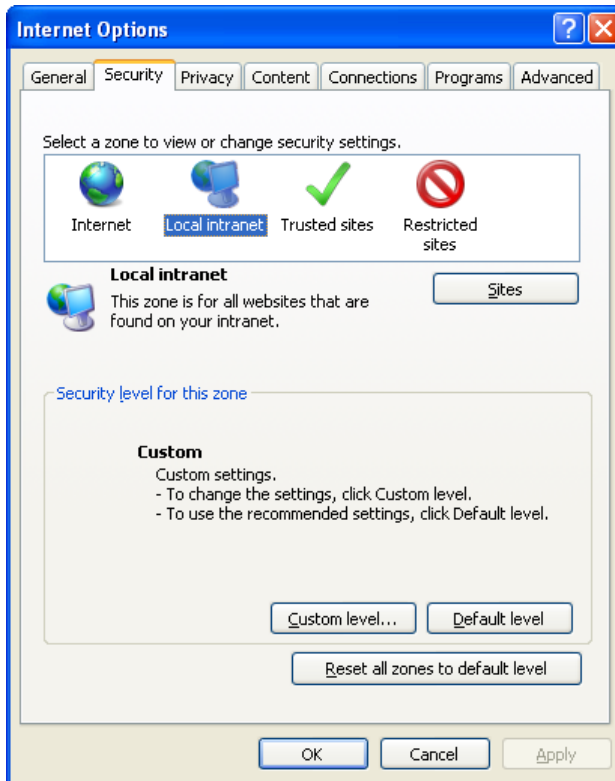 Internet Options
General Security Privacy Content Connections Programs Advanced
Select a zone to view or change security settings.
Internet Local intranet Trusted sites Restricted sites
Local intranet
This zone is for all websites that are
found on your intranet.
Sites
Security level for this zone
Custom
Custom settings.
- To change the settings, click Custom level.
- To use the recommended settings, click Default level.
Custom level... Default level
Reset all zones to default level
OK Cancel Apply